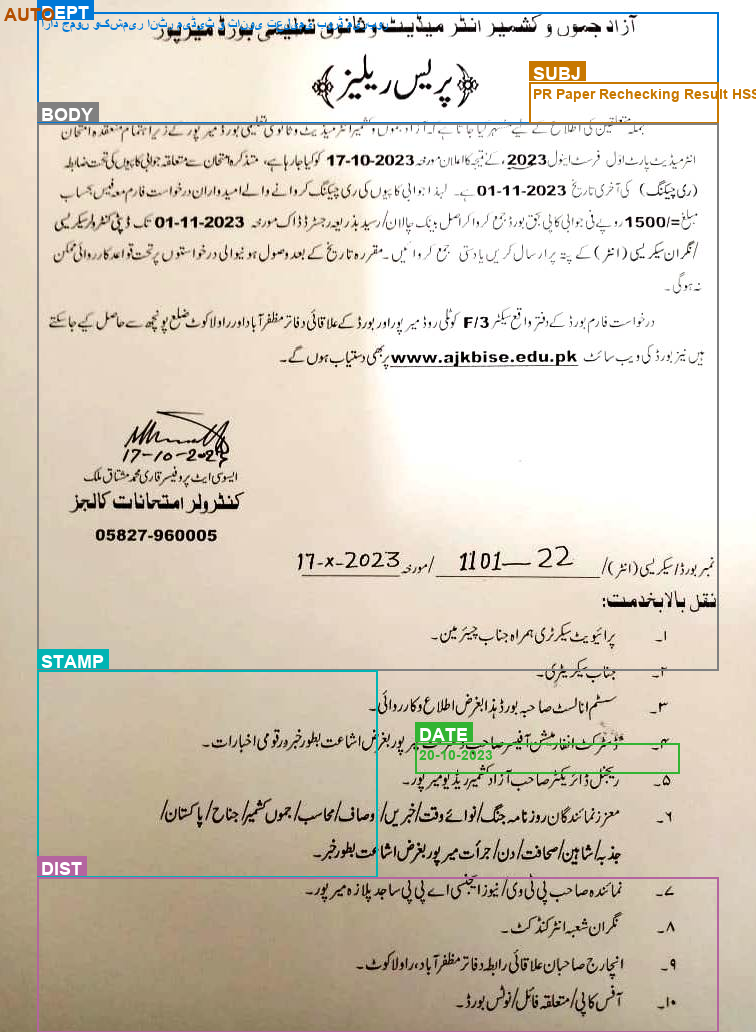 AUTO
DEPT
آزاد جموں و کشمیر انٹرمیڈیٹ و ثانوی تعلیمی بورڈ میرپور
پریس ریلیز
SUBJ
PR Paper Rechecking Result HSS
BODY
جملہ متعلقین کی اطلاع کے لیے مشتہر کیا جاتا ہے کہ آزاد جموں و کشمیر انٹرمیڈیٹ و ثانوی تعلیمی بورڈ میرپور کے زیر اہتمام منعقدہ امتحان
انٹرمیڈیٹ پارٹ اول فرسٹ اینول 2023ء کے نتیجہ کا اعلان مورخہ 17-10-2023 کو کیا جا رہا ہے، متذکرہ امتحان سے متعلقہ جوابی کاپیوں کی تحت ضابطہ
(ری چیکنگ) کی آخری تاریخ 01-11-2023 ہے۔ لہذا جوابی کاپیوں کی ری چیکنگ کروانے والے امیدواران درخواست فارم معہ فیس بحساب
مبلغ =/1500 روپے فی جوابی کاپی بحق بورڈ جمع کروا کر اصل بنک چالان/رسید بذریعہ رجسٹرڈ ڈاک مورخہ 01-11-2023 تک ڈپٹی کنٹرولر سیکریسی
/نگران سیکریسی (انٹر) کے پتہ پر ارسال کریں یا دستی جمع کروائیں۔ مقررہ تاریخ کے بعد وصول ہونیوالی درخواستوں پر تحت قواعد کارروائی ممکن
نہ ہوگی۔
درخواست فارم بورڈ کے دفتر واقع سیکٹر F/3 کوٹلی روڈ میرپور اور بورڈ کے علاقائی دفاتر مظفرآباد اور راولاکوٹ ضلع پونچھ سے حاصل کیے جا سکتے
ہیں نیز بورڈ کی ویب سائٹ www.ajkbise.edu.pk پر بھی دستیاب ہوں گے۔
17-10-2023
ایسوسی ایٹ پروفیسر قاری محمد مشتاق ملک
کنٹرولر امتحانات کالجز
05827-960005
نمبر بورڈ/سیکریسی (انٹر)/ 1101—22 /مورخہ 17-x-2023
نقل بالا بخدمت:
۱۔ پرائیویٹ سیکرٹری ہمراہ جناب چیئرمین۔
STAMP
۲۔ جناب سیکریٹری۔
۳۔ سسٹم انالسٹ صاحبہ بورڈ ہذا بغرض اطلاع و کارروائی۔
DATE
۴۔ ڈسٹرکٹ انفارمیشن آفیسر صاحب میرپور بغرض اشاعت بطور خبر و قومی اخبارات۔
20-10-2023
۵۔ ریجنل ڈائریکٹر صاحب آزاد کشمیر ریڈیو میرپور۔
۶۔ معزز نمائندگان روزنامہ جنگ/نوائے وقت/خبریں/اوصاف/محاسب/جموں کشمیر/جناح/پاکستان/
جذبہ/شاہین/صحافت/دن/جرأت میرپور بغرض اشاعت بطور خبر۔
DIST
۷۔ نمائندہ صاحب پی ٹی وی/نیوز ایجنسی اے پی پی ساجد پلازہ میرپور۔
۸۔ نگران شعبہ انٹر کنڈکٹ۔
۹۔ انچارج صاحبان علاقائی رابطہ دفاتر مظفرآباد، راولاکوٹ۔
۱۰۔ آفس کاپی/متعلقہ فائل/نوٹس بورڈ۔